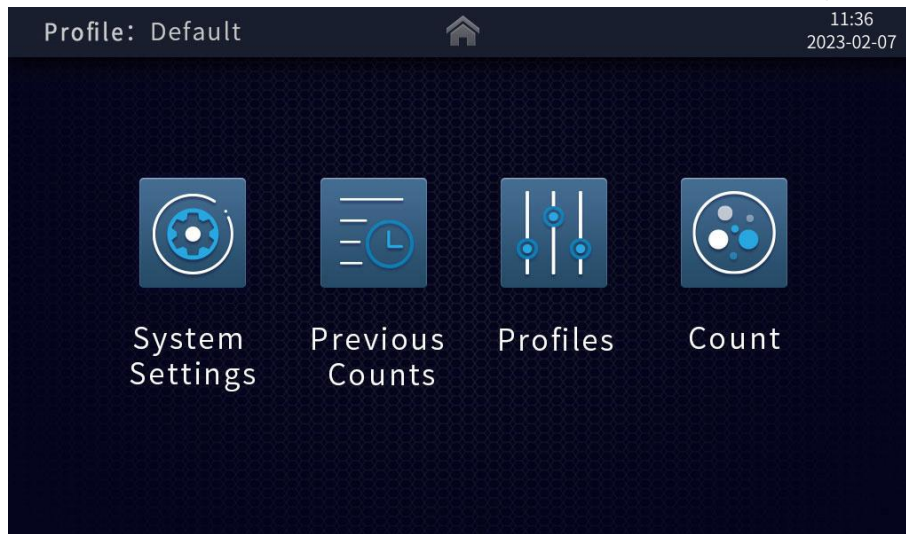 Profile: Default
11:36
2023-02-07
System
Settings
Previous
Counts
Profiles
Count